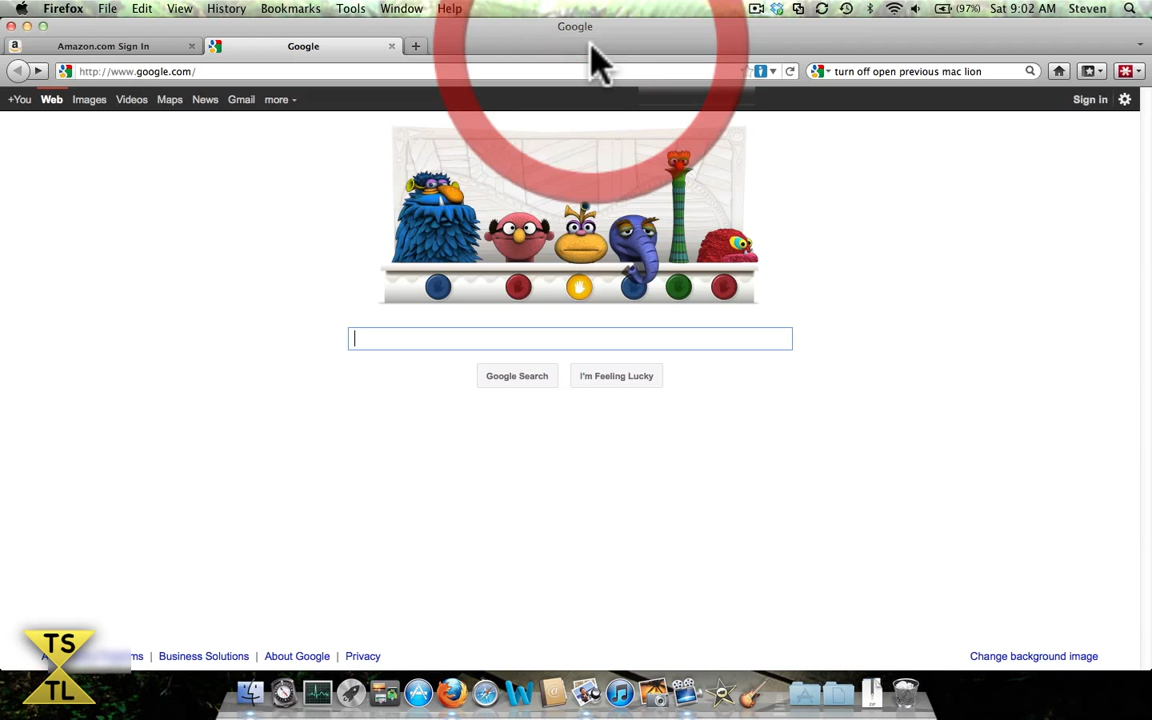 Firefox File Edit View History Bookmarks Tools Window Help (97%) Sat 9:02 AM Steven
Google
Amazon.com Sign In Google
http://www.google.com/ turn off open previous mac lion
+You Web Images Videos Maps News Gmail more Sign in
Google Search I'm Feeling Lucky
Business Solutions | About Google | Privacy Change background image
TS
TL